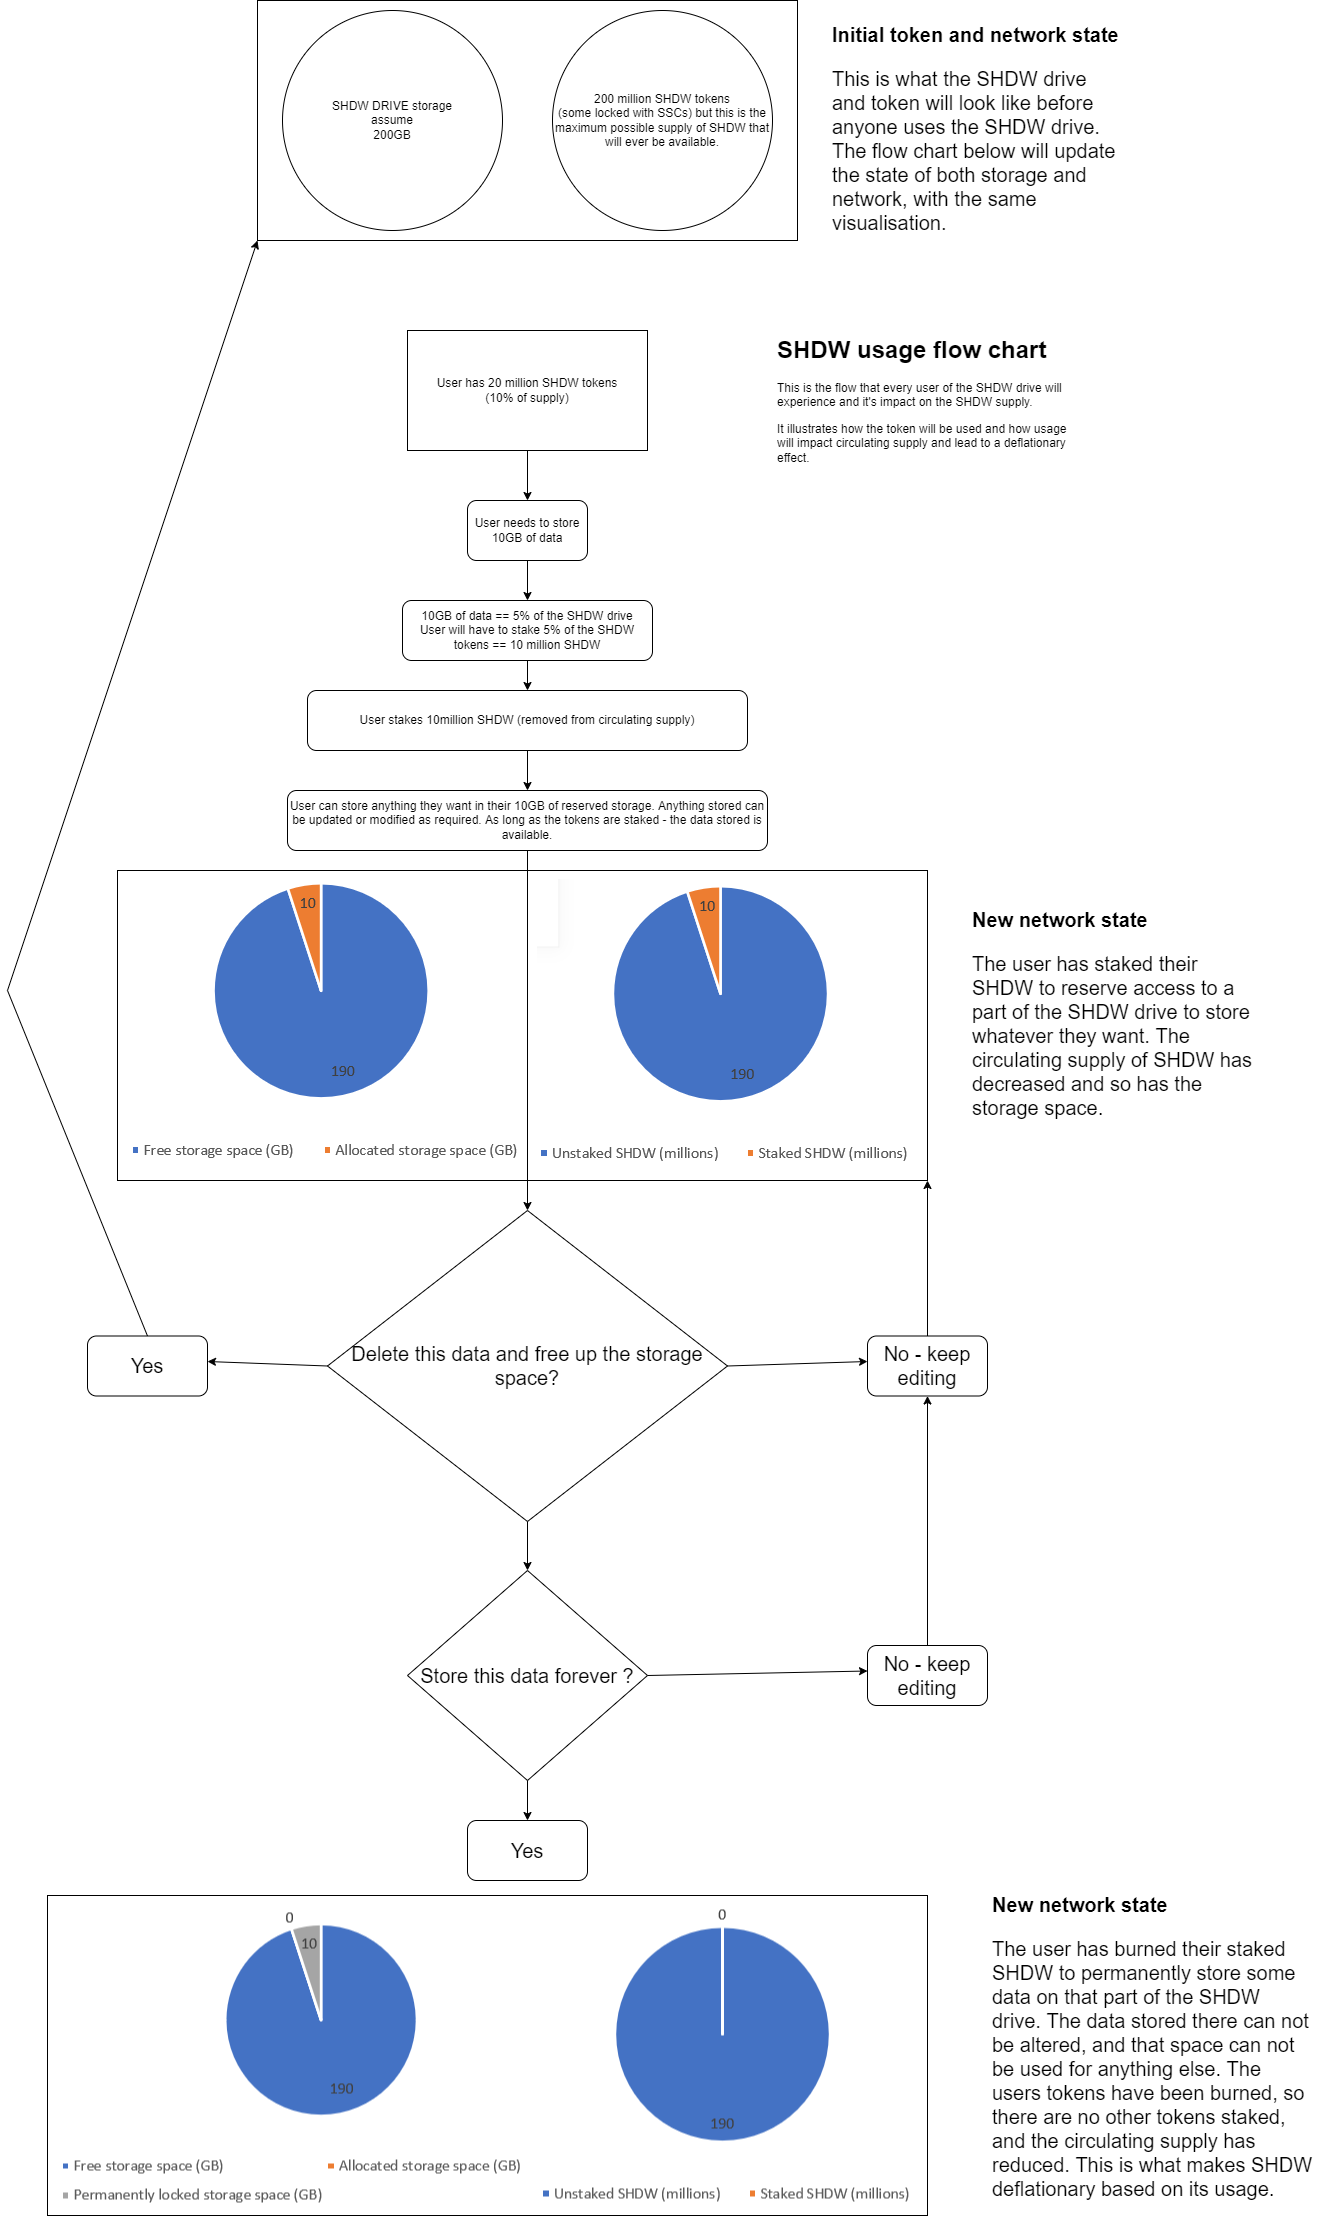 Initial token and network state
This is what the SHDW drive
and token will look like before
anyone uses the SHDW drive.
The flow chart below will update
the state of both storage and
network, with the same
visualisation.
SHDW DRIVE storage
assume
200GB
200 million SHDW tokens
(some locked with SSCs) but this is the
maximum possible supply of SHDW that
will ever be available.
SHDW usage flow chart
This is the flow that every user of the SHDW drive will
experience and it's impact on the SHDW supply.
It illustrates how the token will be used and how usage
will impact circulating supply and lead to a deflationary
effect.
User has 20 million SHDW tokens
(10% of supply)
User needs to store
10GB of data
10GB of data == 5% of the SHDW drive
User will have to stake 5% of the SHDW
tokens == 10 million SHDW
User stakes 10million SHDW (removed from circulating supply)
User can store anything they want in their 10GB of reserved storage. Anything stored can
be updated or modified as required. As long as the tokens are staked - the data stored is
available.
10
190
Free storage space (GB)
Allocated storage space (GB)
10
190
Unstaked SHDW (millions)
Staked SHDW (millions)
New network state
The user has staked their
SHDW to reserve access to a
part of the SHDW drive to store
whatever they want. The
circulating supply of SHDW has
decreased and so has the
storage space.
Delete this data and free up the storage
space?
Yes
No - keep
editing
Store this data forever ?
No - keep
editing
Yes
0
10
190
Free storage space (GB)
Allocated storage space (GB)
Permanently locked storage space (GB)
0
190
Unstaked SHDW (millions)
Staked SHDW (millions)
New network state
The user has burned their staked
SHDW to permanently store some
data on that part of the SHDW
drive. The data stored there can not
be altered, and that space can not
be used for anything else. The
users tokens have been burned, so
there are no other tokens staked,
and the circulating supply has
reduced. This is what makes SHDW
deflationary based on its usage.